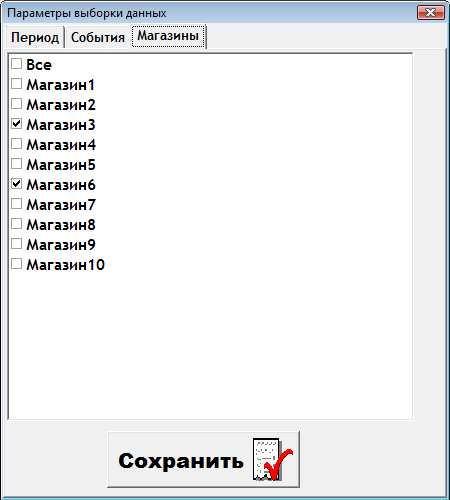 Параметры выборки данных
Период События Магазины
Все
Магазин1
Магазин2
Магазин3
Магазин4
Магазин5
Магазин6
Магазин7
Магазин8
Магазин9
Магазин10
Сохранить